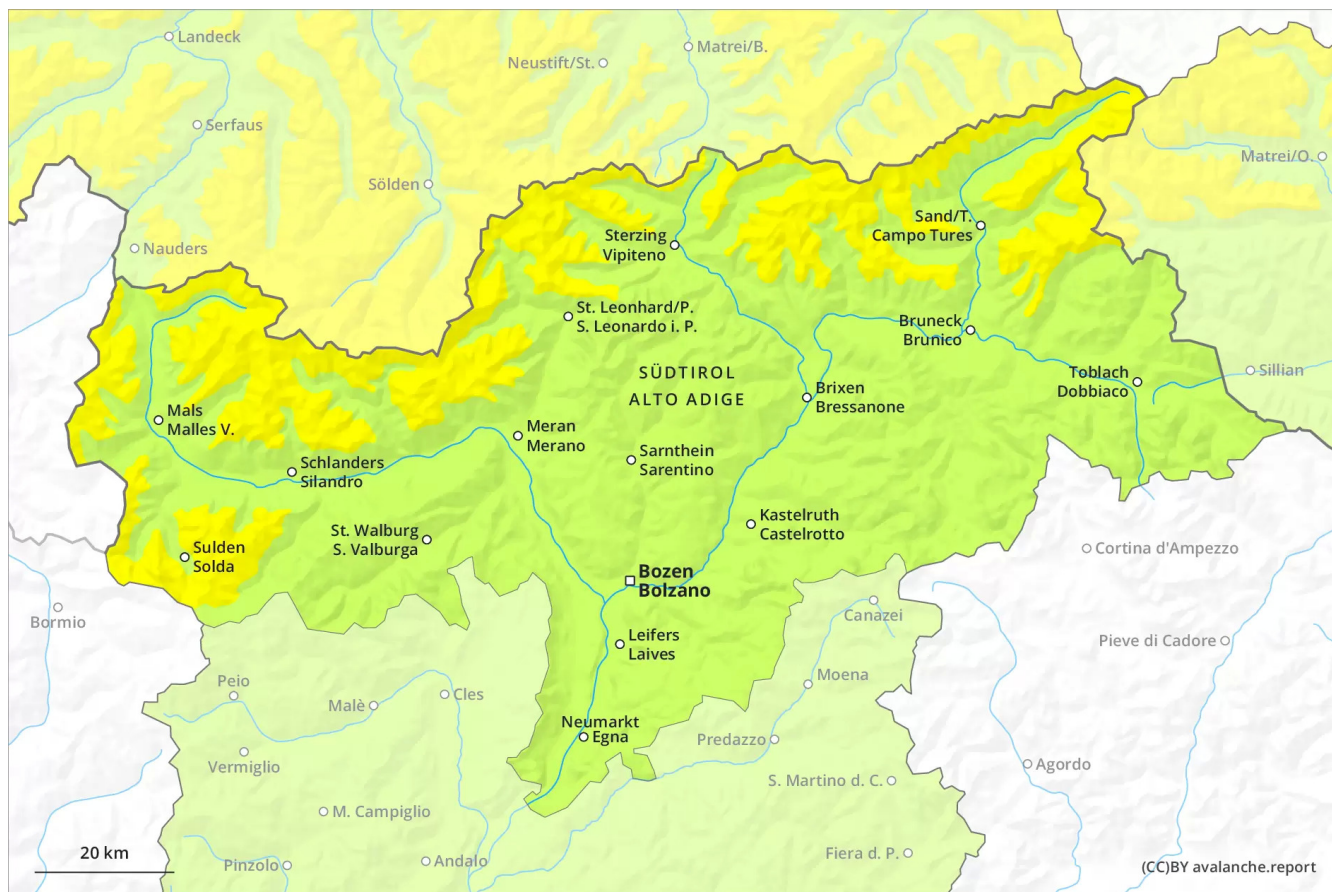 Landeck
Matrei/B.
Neustift/St.
Serfaus
Matrei/O.
Sölden
Sand/T.
Campo Tures
Sterzing
Vipiteno
Nauders
St. Leonhard/P.
S. Leonardo i. P.
Bruneck
Brunico
SÜDTIROL
ALTO ADIGE
Toblach
Dobbiaco
Sillian
Brixen
Bressanone
Mals
Malles V.
Meran
Merano
Sarnthein
Sarentino
Schlanders
Silandro
Kastelruth
Castelrotto
St. Walburg
S. Valburga
Sulden
Solda
Cortina d'Ampezzo
Bozen
Bolzano
Bormio
Canazei
Leifers
Laives
Pieve di Cadore
Moena
Peio
Cles
Malè
Neumarkt
Egna
Predazzo
Vermiglio
Agordo
S. Martino d. C.
M. Campiglio
20 km
Andalo
Pinzolo
Fiera d. P.
(CC)BY avalanche.report